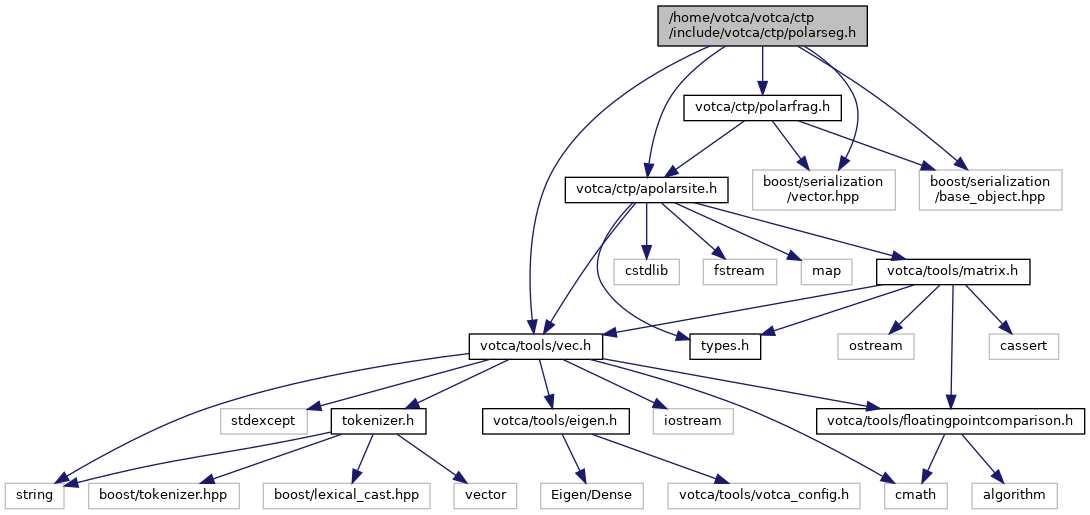 /home/votca/votca/ctp
/include/votca/ctp/polarseg.h
votca/ctp/polarfrag.h
votca/ctp/apolarsite.h
boost/serialization
/vector.hpp
boost/serialization
/base_object.hpp
cstdlib
fstream
map
votca/tools/matrix.h
votca/tools/vec.h
types.h
ostream
cassert
stdexcept
tokenizer.h
votca/tools/eigen.h
iostream
votca/tools/floatingpointcomparison.h
string
boost/tokenizer.hpp
boost/lexical_cast.hpp
vector
Eigen/Dense
votca/tools/votca_config.h
cmath
algorithm